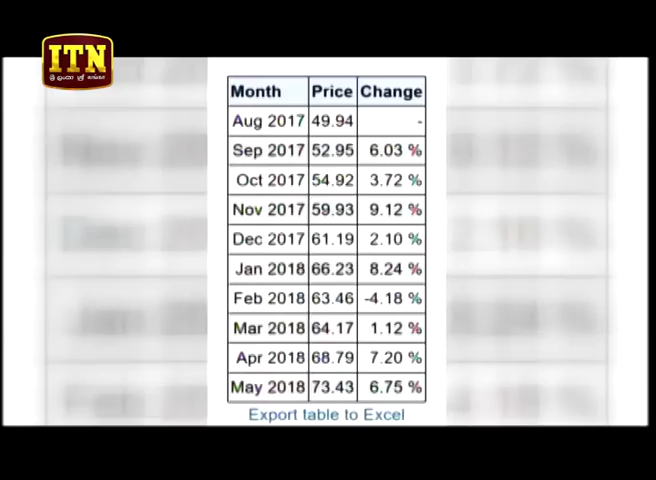 ITN
ශ්‍රී ලංකා ශ්‍රී ඔබගේ
Month Price Change
Aug 2017 49.94 -
Sep 2017 52.95 6.03 %
Oct 2017 54.92 3.72 %
Nov 2017 59.93 9.12 %
Dec 2017 61.19 2.10 %
Jan 2018 66.23 8.24 %
Feb 2018 63.46 -4.18 %
Mar 2018 64.17 1.12 %
Apr 2018 68.79 7.20 %
May 2018 73.43 6.75 %
Export table to Excel